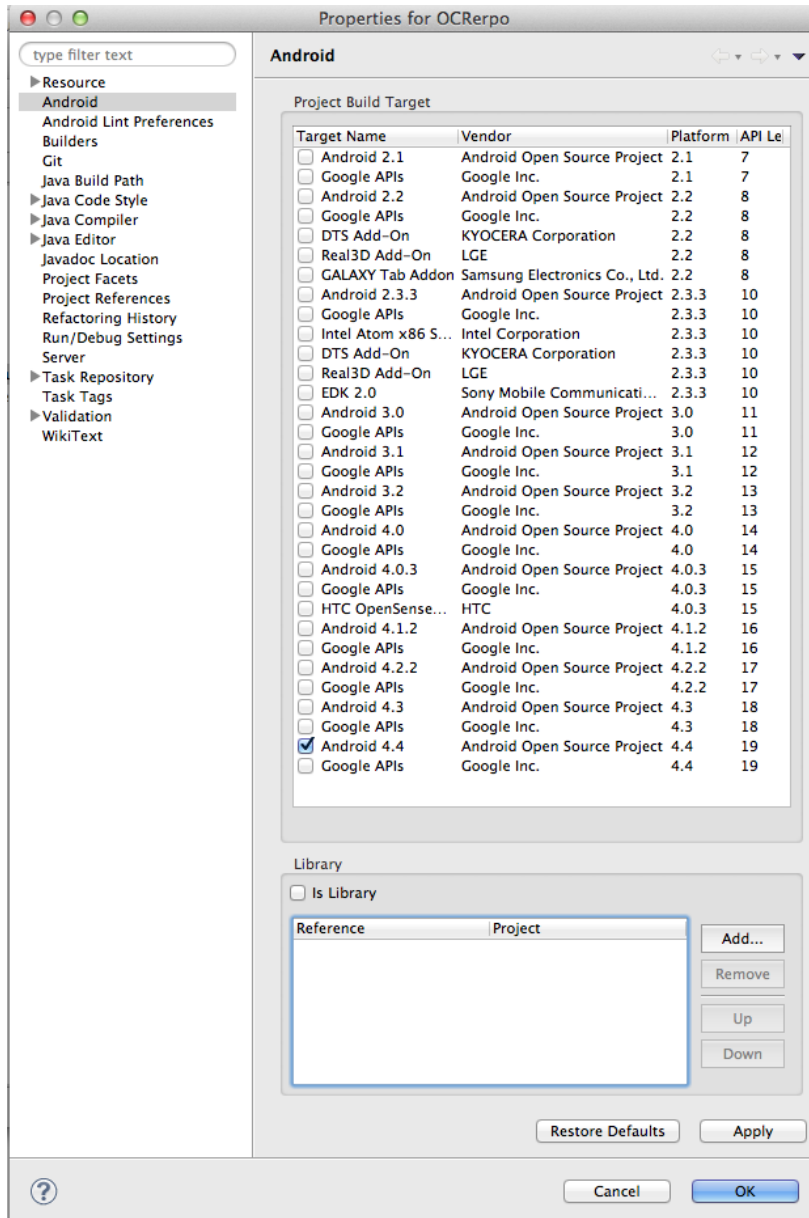 Properties for OCRerpo
type filter text
Resource
Android
Android Lint Preferences
Builders
Git
Java Build Path
Java Code Style
Java Compiler
Java Editor
Javadoc Location
Project Facets
Project References
Refactoring History
Run/Debug Settings
Server
Task Repository
Task Tags
Validation
WikiText
Android
Project Build Target
Target Name Vendor Platform API Le
Android 2.1 Android Open Source Project 2.1 7
Google APIs Google Inc. 2.1 7
Android 2.2 Android Open Source Project 2.2 8
Google APIs Google Inc. 2.2 8
DTS Add-On KYOCERA Corporation 2.2 8
Real3D Add-On LGE 2.2 8
GALAXY Tab Addon Samsung Electronics Co., Ltd. 2.2 8
Android 2.3.3 Android Open Source Project 2.3.3 10
Google APIs Google Inc. 2.3.3 10
Intel Atom x86 S... Intel Corporation 2.3.3 10
DTS Add-On KYOCERA Corporation 2.3.3 10
Real3D Add-On LGE 2.3.3 10
EDK 2.0 Sony Mobile Communicati... 2.3.3 10
Android 3.0 Android Open Source Project 3.0 11
Google APIs Google Inc. 3.0 11
Android 3.1 Android Open Source Project 3.1 12
Google APIs Google Inc. 3.1 12
Android 3.2 Android Open Source Project 3.2 13
Google APIs Google Inc. 3.2 13
Android 4.0 Android Open Source Project 4.0 14
Google APIs Google Inc. 4.0 14
Android 4.0.3 Android Open Source Project 4.0.3 15
Google APIs Google Inc. 4.0.3 15
HTC OpenSense... HTC 4.0.3 15
Android 4.1.2 Android Open Source Project 4.1.2 16
Google APIs Google Inc. 4.1.2 16
Android 4.2.2 Android Open Source Project 4.2.2 17
Google APIs Google Inc. 4.2.2 17
Android 4.3 Android Open Source Project 4.3 18
Google APIs Google Inc. 4.3 18
Android 4.4 Android Open Source Project 4.4 19
Google APIs Google Inc. 4.4 19
Library
Is Library
Reference Project
Add...
Remove
Up
Down
Restore Defaults Apply
? Cancel OK